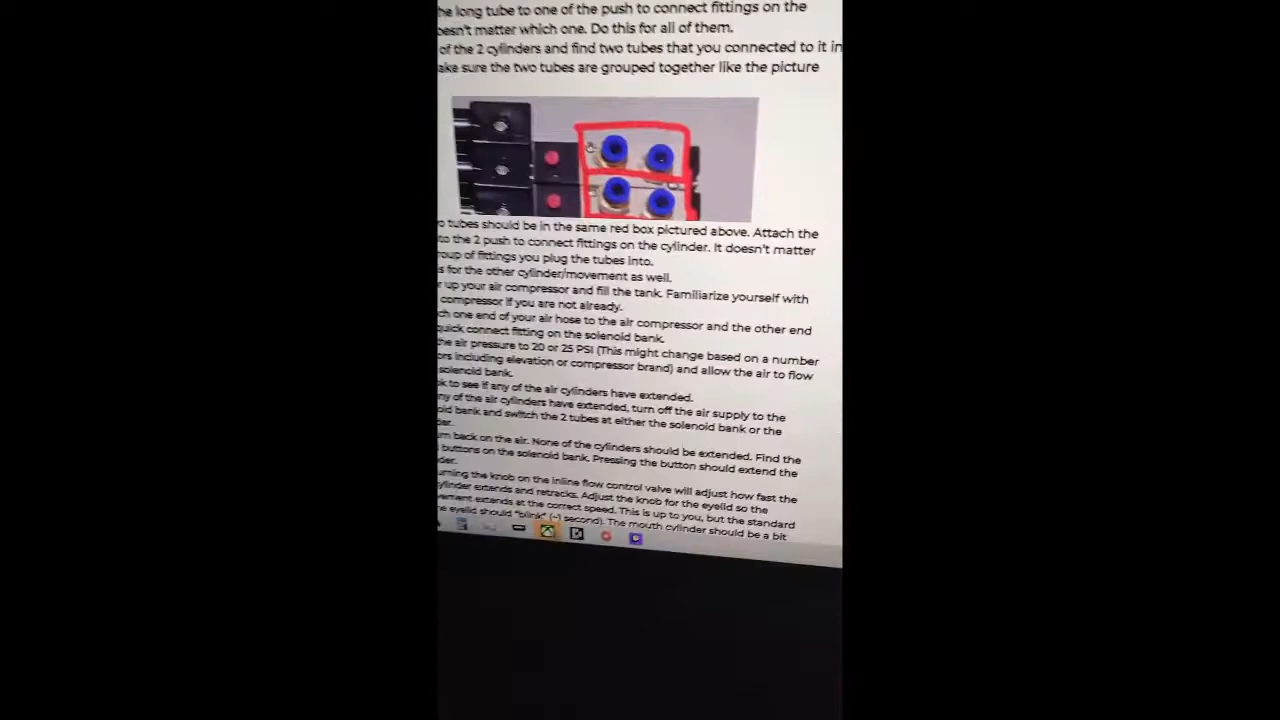 he long tube to one of the push to connect fittings on the
oesn't matter which one. Do this for all of them.
of the 2 cylinders and find two tubes that you connected to it in
ake sure the two tubes are grouped together like the picture
o tubes should be in the same red box pictured above. Attach the
to the 2 push to connect fittings on the cylinder. It doesn't matter
roup of fittings you plug the tubes into.
s for the other cylinder/movement as well.
r up your air compressor and fill the tank. Familiarize yourself with
compressor if you are not already.
ch one end of your air hose to the air compressor and the other end
quick connect fitting on the solenoid bank.
he air pressure to 20 or 25 PSI (This might change based on a number
ors including elevation or compressor brand) and allow the air to flow
solenoid bank.
ok to see if any of the air cylinders have extended.
ny of the air cylinders have extended, turn off the air supply to the
oid bank and switch the 2 tubes at either the solenoid bank or the
der.
urn back on the air. None of the cylinders should be extended. Find the
buttons on the solenoid bank. Pressing the button should extend the
der.
urning the knob on the inline flow control valve will adjust how fast the
ylinder extends and retracks. Adjust the knob for the eyelid so the
vement extends at the correct speed. This is up to you, but the standard
he eyelid should "blink" (~1 second). The mouth cylinder should be a bit